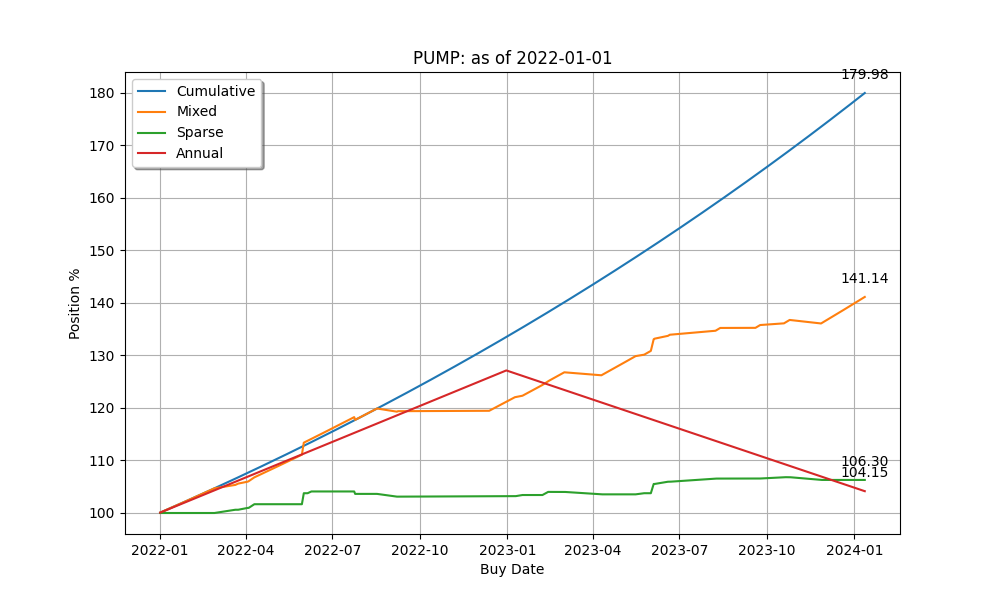 PUMP: as of 2022-01-01
179.98
Cumulative
Mixed
Sparse
Annual
180
170
160
150
141.14
140
130
120
110
106.30
104.15
100
Position %
2022-01 2022-04 2022-07 2022-10 2023-01 2023-04 2023-07 2023-10 2024-01
Buy Date